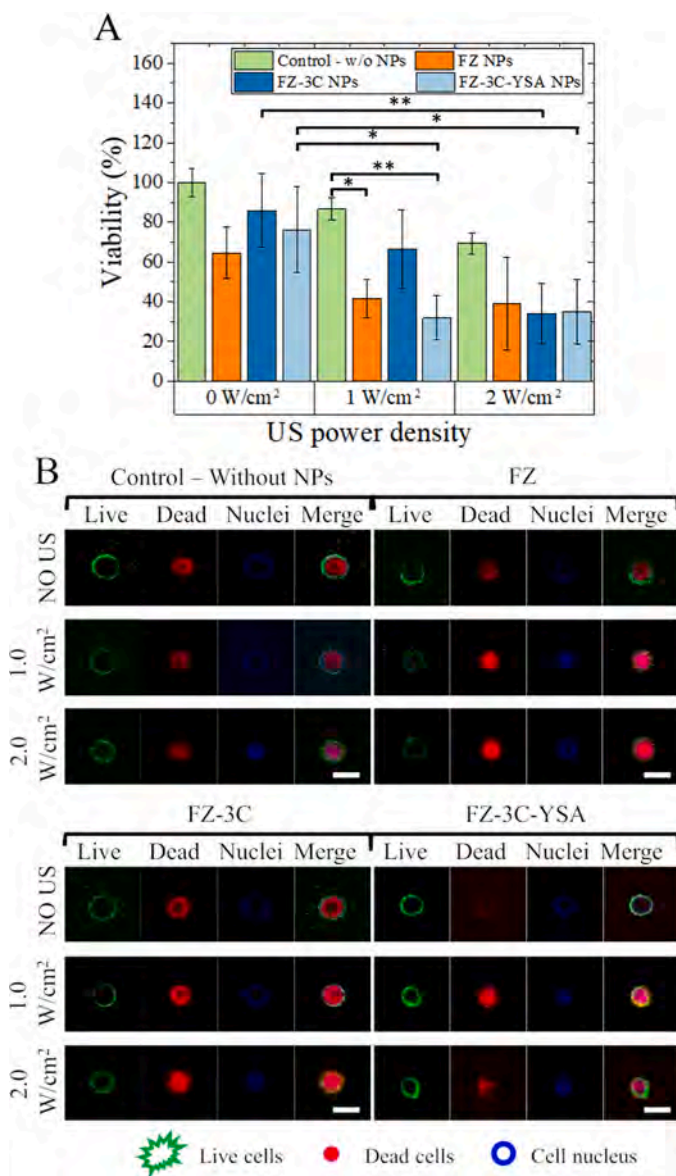 A
Control - w/o NPs FZ NPs
FZ-3C NPs FZ-3C-YSA NPs
160
140
120
100
80
60
40
20
0
Viability (%)
**
*
*
**
*
0 W/cm² 1 W/cm² 2 W/cm²
US power density
B
Control – Without NPs FZ
Live Dead Nuclei Merge Live Dead Nuclei Merge
NO US
1.0 W/cm²
2.0 W/cm²
FZ-3C FZ-3C-YSA
Live Dead Nuclei Merge Live Dead Nuclei Merge
NO US
1.0 W/cm²
2.0 W/cm²
Live cells Dead cells Cell nucleus